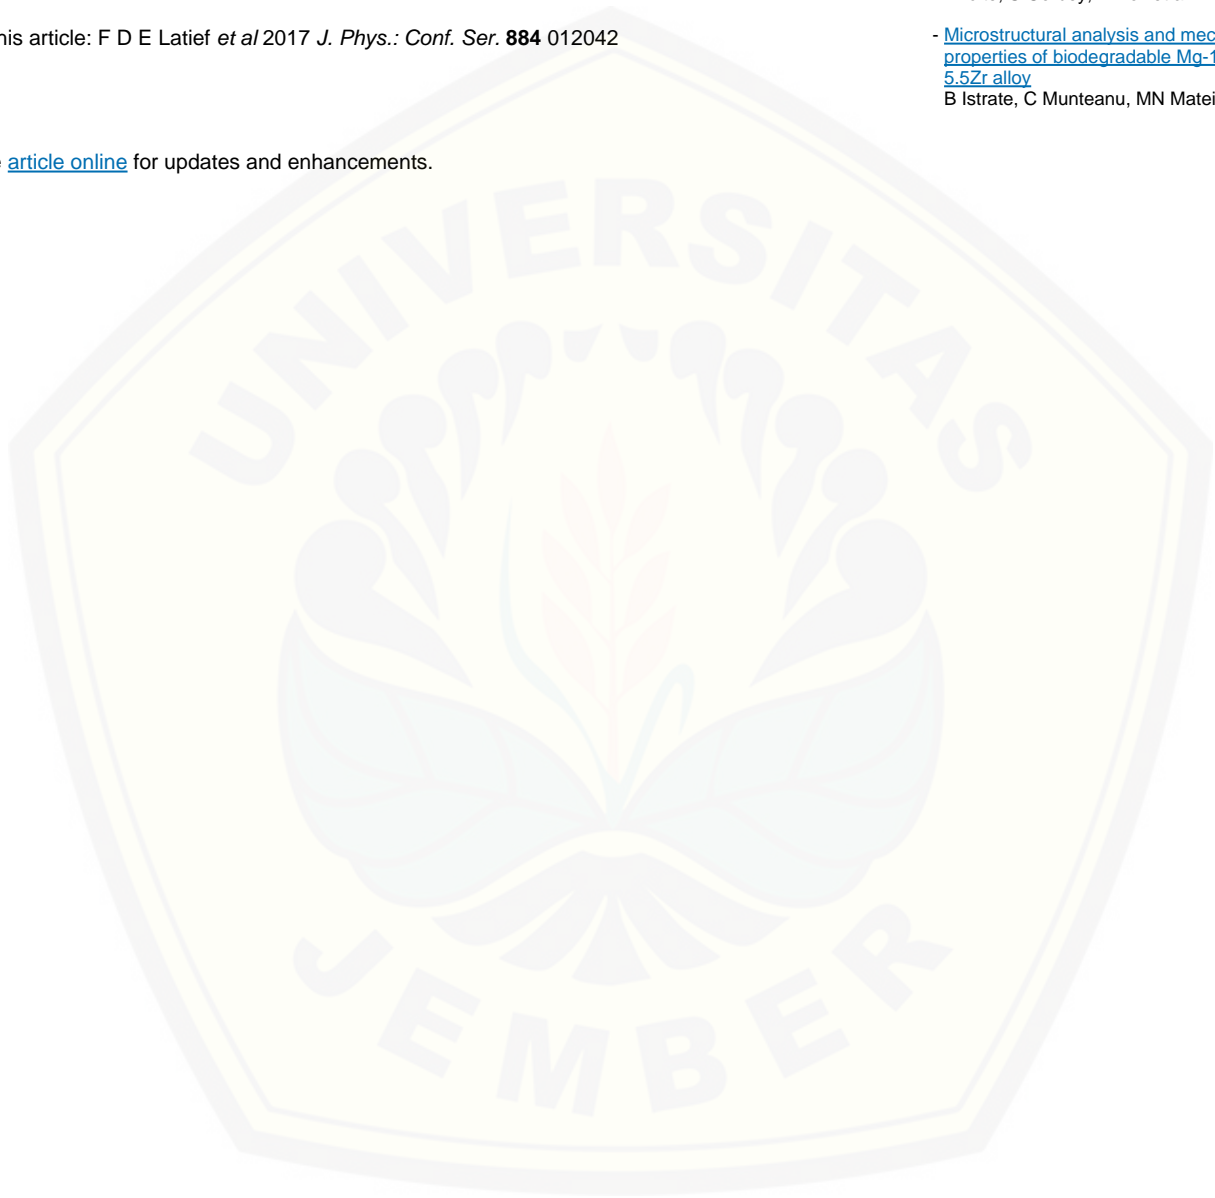 his article: F D E Latief et al 2017 J. Phys.: Conf. Ser. 884 012042
- Microstructural analysis and mec
properties of biodegradable Mg-1
5.5Zr alloy
B Istrate, C Munteanu, MN Matei
article online for updates and enhancements.
UNIVERSITAS
JEMBER